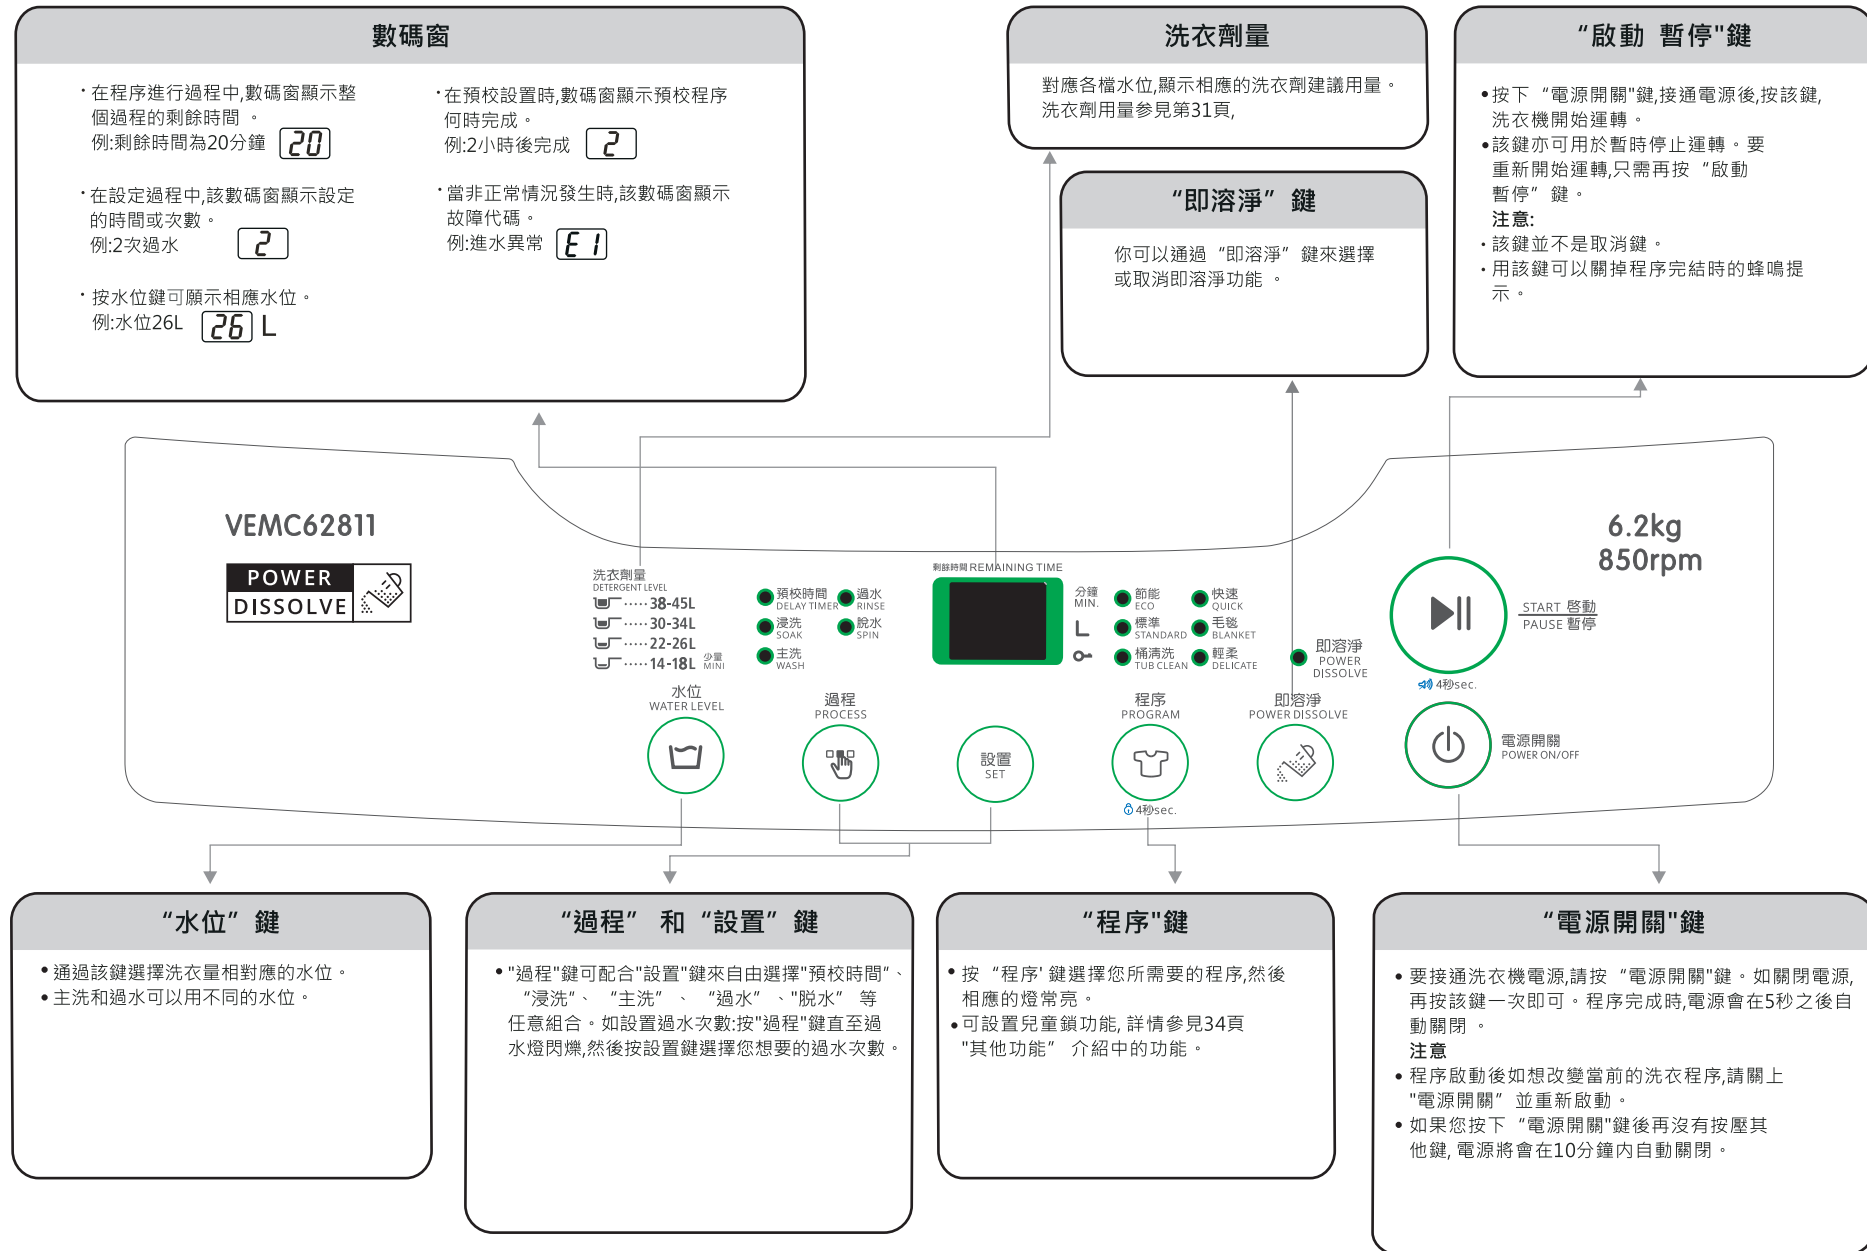 數碼窗
·在程序進行過程中,數碼窗顯示整
個過程的剩餘時間 。
例:剩餘時間為20分鐘 20
·在設定過程中,該數碼窗顯示設定
的時間或次數。
例:2次過水 2
·按水位鍵可願示相應水位。
例:水位26L 26 L
·在預校設置時,數碼窗顯示預校程序
何時完成。
例:2小時後完成 2
·當非正常情況發生時,該數碼窗顯示
故障代碼。
例:進水異常 E1
洗衣劑量
對應各檔水位,顯示相應的洗衣劑建議用量。
洗衣劑用量參見第31頁,
“即溶淨” 鍵
你可以通過 “即溶淨” 鍵來選擇
或取消即溶淨功能 。
“啟動 暫停"鍵
•按下 “電源開關"鍵,接通電源後,按該鍵,
洗衣機開始運轉。
•該鍵亦可用於暫時停止運轉。要
重新開始運轉,只需再按 “啟動
暫停” 鍵。
注意:
·該鍵並不是取消鍵。
·用該鍵可以關掉程序完結時的蜂鳴提
示。
VEMC62811
POWER
DISSOLVE
洗衣劑量
DETERGENT LEVEL
·····38-45L
·····30-34L
·····22-26L
·····14-18L 少量 MINI
預校時間
DELAY TIMER
浸洗
SOAK
主洗
WASH
過水
RINSE
脫水
SPIN
剩餘時間 REMAINING TIME
分鐘
MIN.
L
節能
ECO
標準
STANDARD
桶清洗
TUB CLEAN
快速
QUICK
毛毯
BLANKET
輕柔
DELICATE
即溶淨
POWER
DISSOLVE
6.2kg
850rpm
START 啓動
PAUSE 暫停
4秒sec.
水位
WATER LEVEL
過程
PROCESS
設置
SET
程序
PROGRAM
4秒sec.
即溶淨
POWER DISSOLVE
電源開關
POWER ON/OFF
“水位” 鍵
•通過該鍵選擇洗衣量相對應的水位。
•主洗和過水可以用不同的水位。
“過程” 和 “設置” 鍵
•"過程"鍵可配合"設置"鍵來自由選擇"預校時間"、
“浸洗”、 “主洗” 、 “過水” 、"脱水” 等
任意組合。如設置過水次數:按"過程"鍵直至過
水燈閃爍,然後按設置鍵選擇您想要的過水次數。
“程序"鍵
•按 “程序' 鍵選擇您所需要的程序,然後
相應的燈常亮。
•可設置兒童鎖功能, 詳情參見34頁
"其他功能” 介紹中的功能。
“電源開關"鍵
•要接通洗衣機電源,請按 “電源開關"鍵。如關閉電源,
再按該鍵一次即可。程序完成時,電源會在5秒之後自
動關閉 。
注意
•程序啟動後如想改變當前的洗衣程序,請關上
"電源開關” 並重新啟動。
•如果您按下 “電源開關"鍵後再沒有按壓其
他鍵, 電源將會在10分鐘内自動關閉。